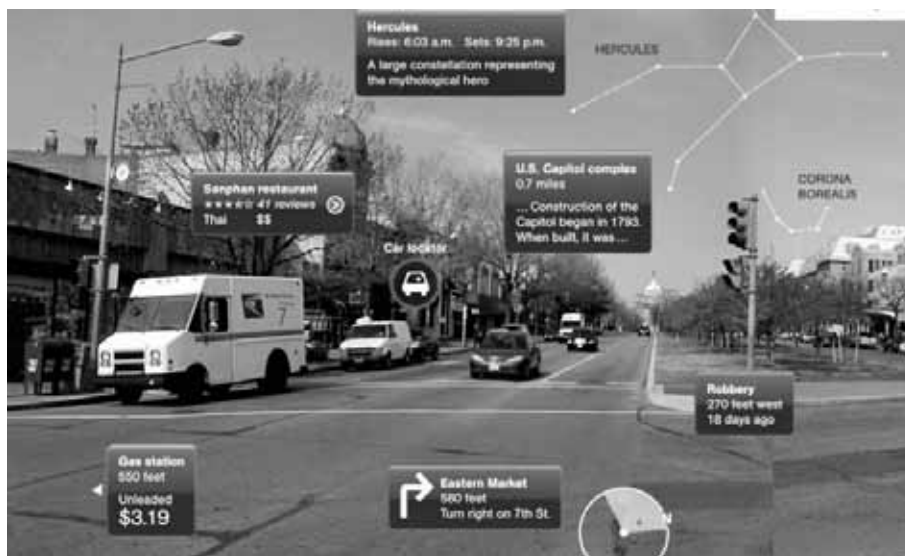 Hercules
Rises: 6:03 a.m. Sets: 9:25 p.m.
A large constellation representing
the mythological hero
HERCULES
U.S. Capitol complex
0.7 miles
... Construction of the
Capitol began in 1793.
When built, it was ...
CORONA
BOREALIS
Sanphan restaurant
★★★★☆ 41 reviews
Thai $$
Car locator
7
Robbery
270 feet west
18 days ago
Gas station
550 feet
Unleaded
$3.19
Eastern Market
580 feet
Turn right on 7th St.
N